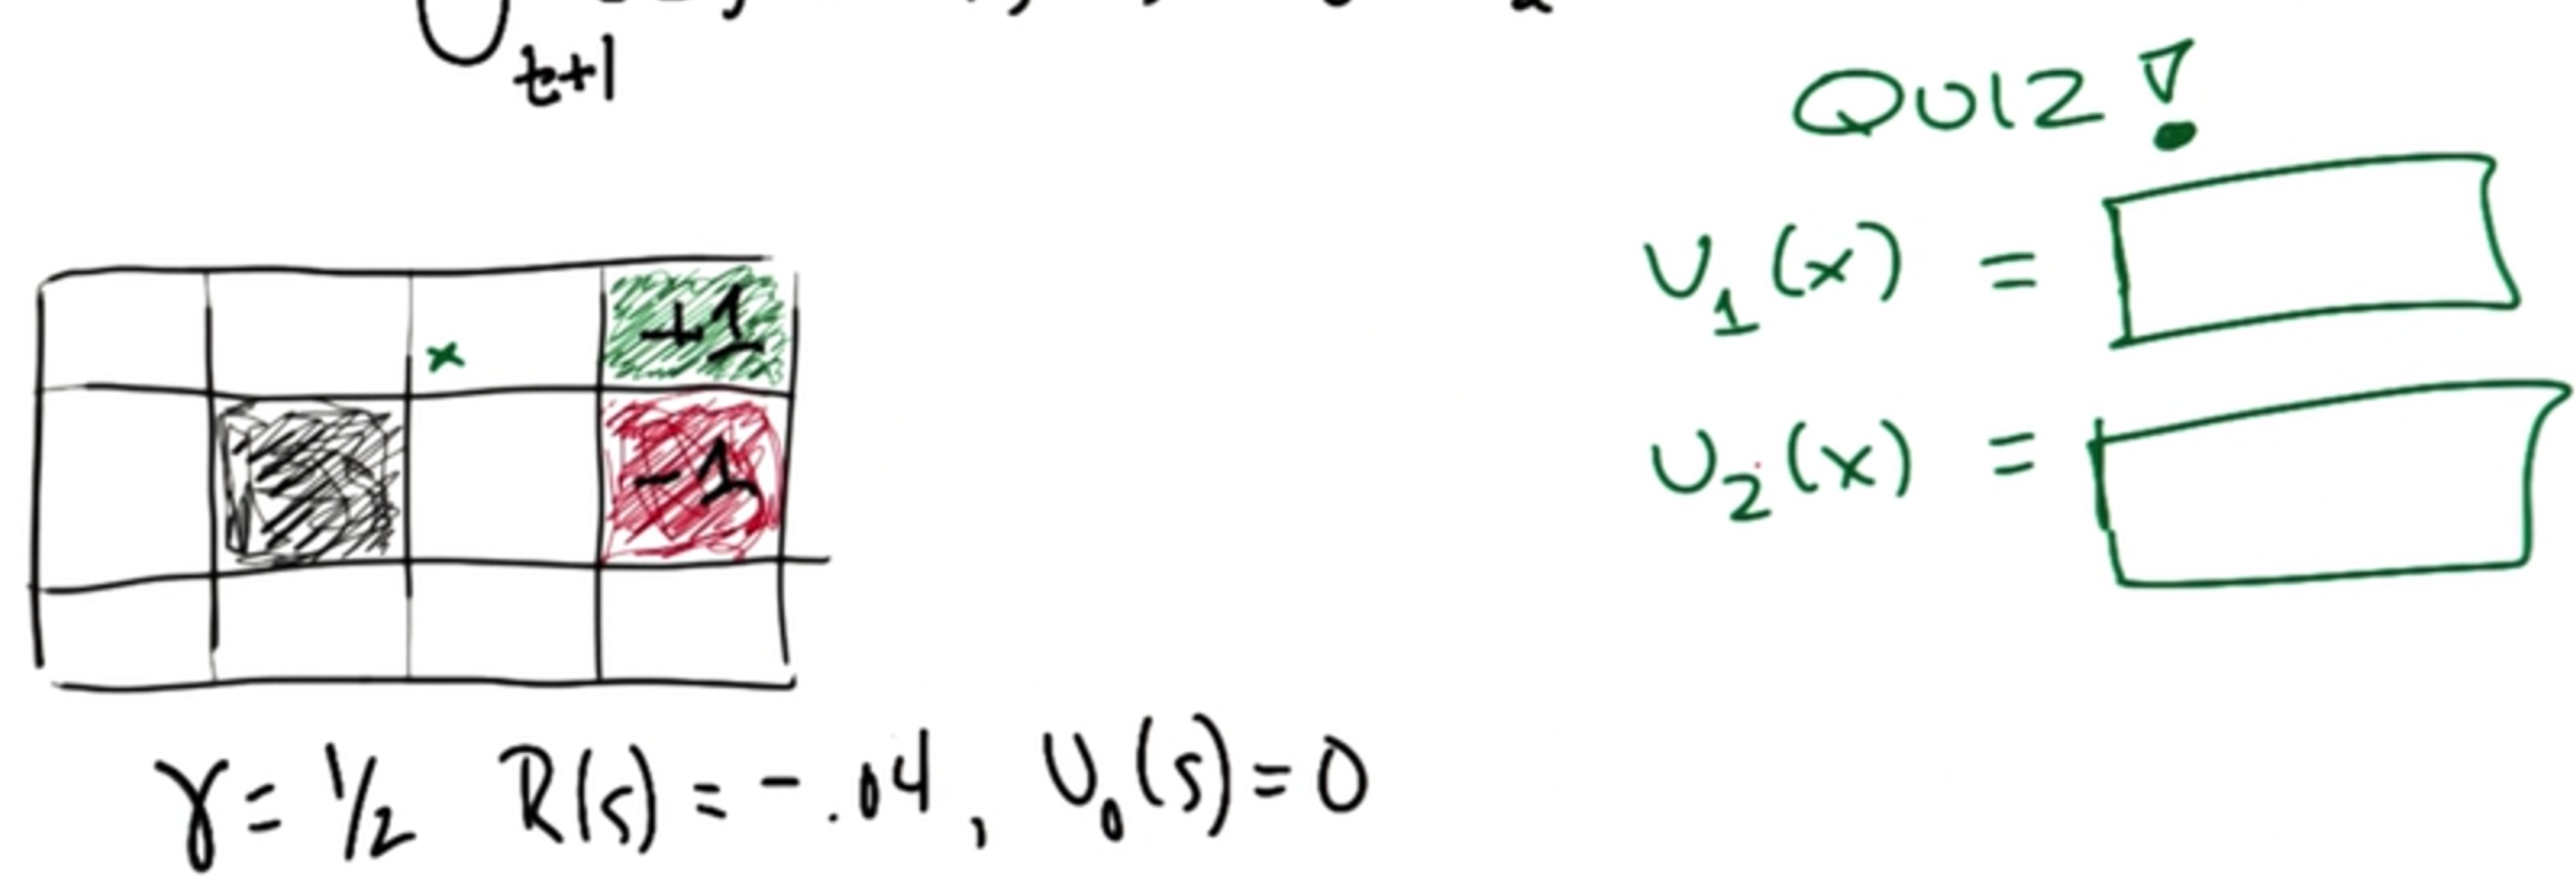 t+1
QUIZ!
U₁(x) =
x
+1
-1
U₂(x) =
γ = 1/2 R(s) = -.04, U₀(s) = 0